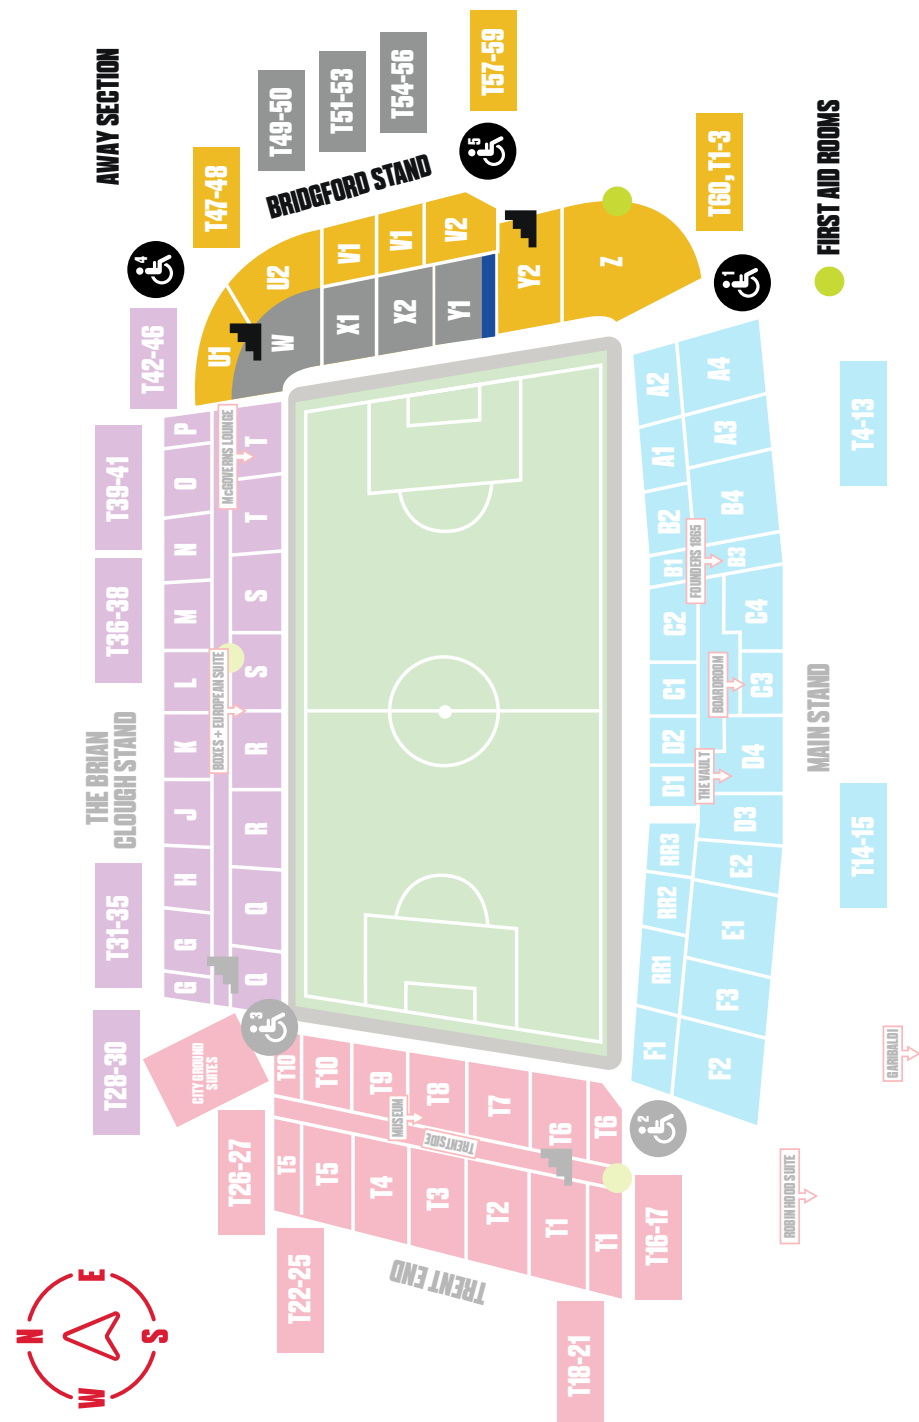 AWAY SECTION
T47-48
T49-50
T51-53
T54-56
T57-59
T60, T1-3
FIRST AID ROOMS
BRIDGFORD STAND
4
5
1
U1
U2
V1
V1
V2
Y2
Z
W
X1
X2
Y1
T42-46
T39-41
T36-38
THE BRIAN
CLOUGH STAND
T31-35
T28-30
P
O
N
M
L
K
J
H
G
G
McGOVERNS LOUNGE
BOXES + EUROPEAN SUITE
T
T
S
S
R
R
Q
Q
3
A2
A4
A1
A3
B2
B4
B1
B3
FOUNDERS 1865
C2
C4
BOARDROOM
C1
C3
D2
D4
THE VAULT
D1
D3
RR3
E2
RR2
E1
RR1
F3
F1
F2
T4-13
MAIN STAND
T14-15
GARIBALDI
ROBIN HOOD SUITE
2
CITY GROUND
SUITES
T10
T10
T9
T8
T7
T6
T6
MUSEUM
TRENTSIDE
T5
T5
T4
T3
T2
T1
T1
T26-27
T22-25
TRENT END
T18-21
T16-17
N
E
S
W